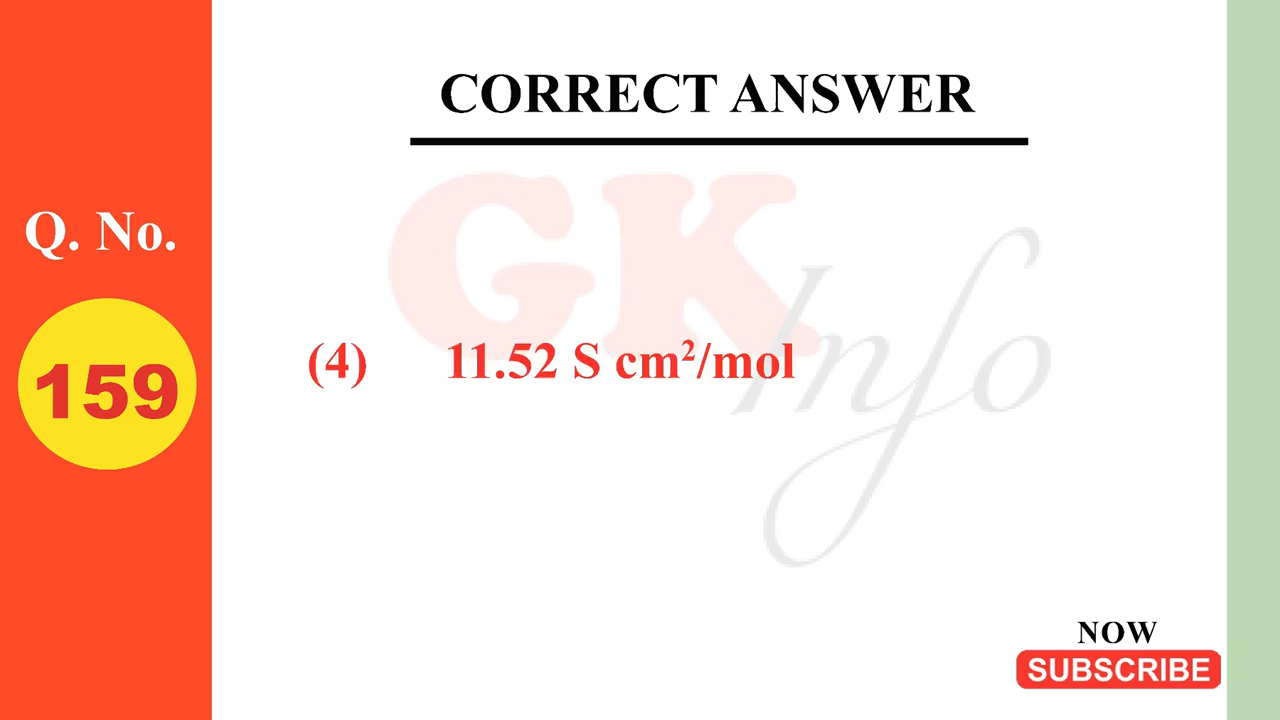 CORRECT ANSWER
GK Info
Q. No.
159
(4) 11.52 S cm²/mol
NOW
SUBSCRIBE